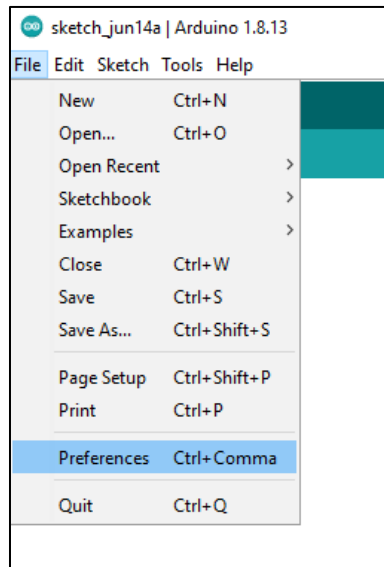 sketch_jun14a | Arduino 1.8.13
File Edit Sketch Tools Help
New Ctrl+N
Open... Ctrl+O
Open Recent
Sketchbook
Examples
Close Ctrl+W
Save Ctrl+S
Save As... Ctrl+Shift+S
Page Setup Ctrl+Shift+P
Print Ctrl+P
Preferences Ctrl+Comma
Quit Ctrl+Q